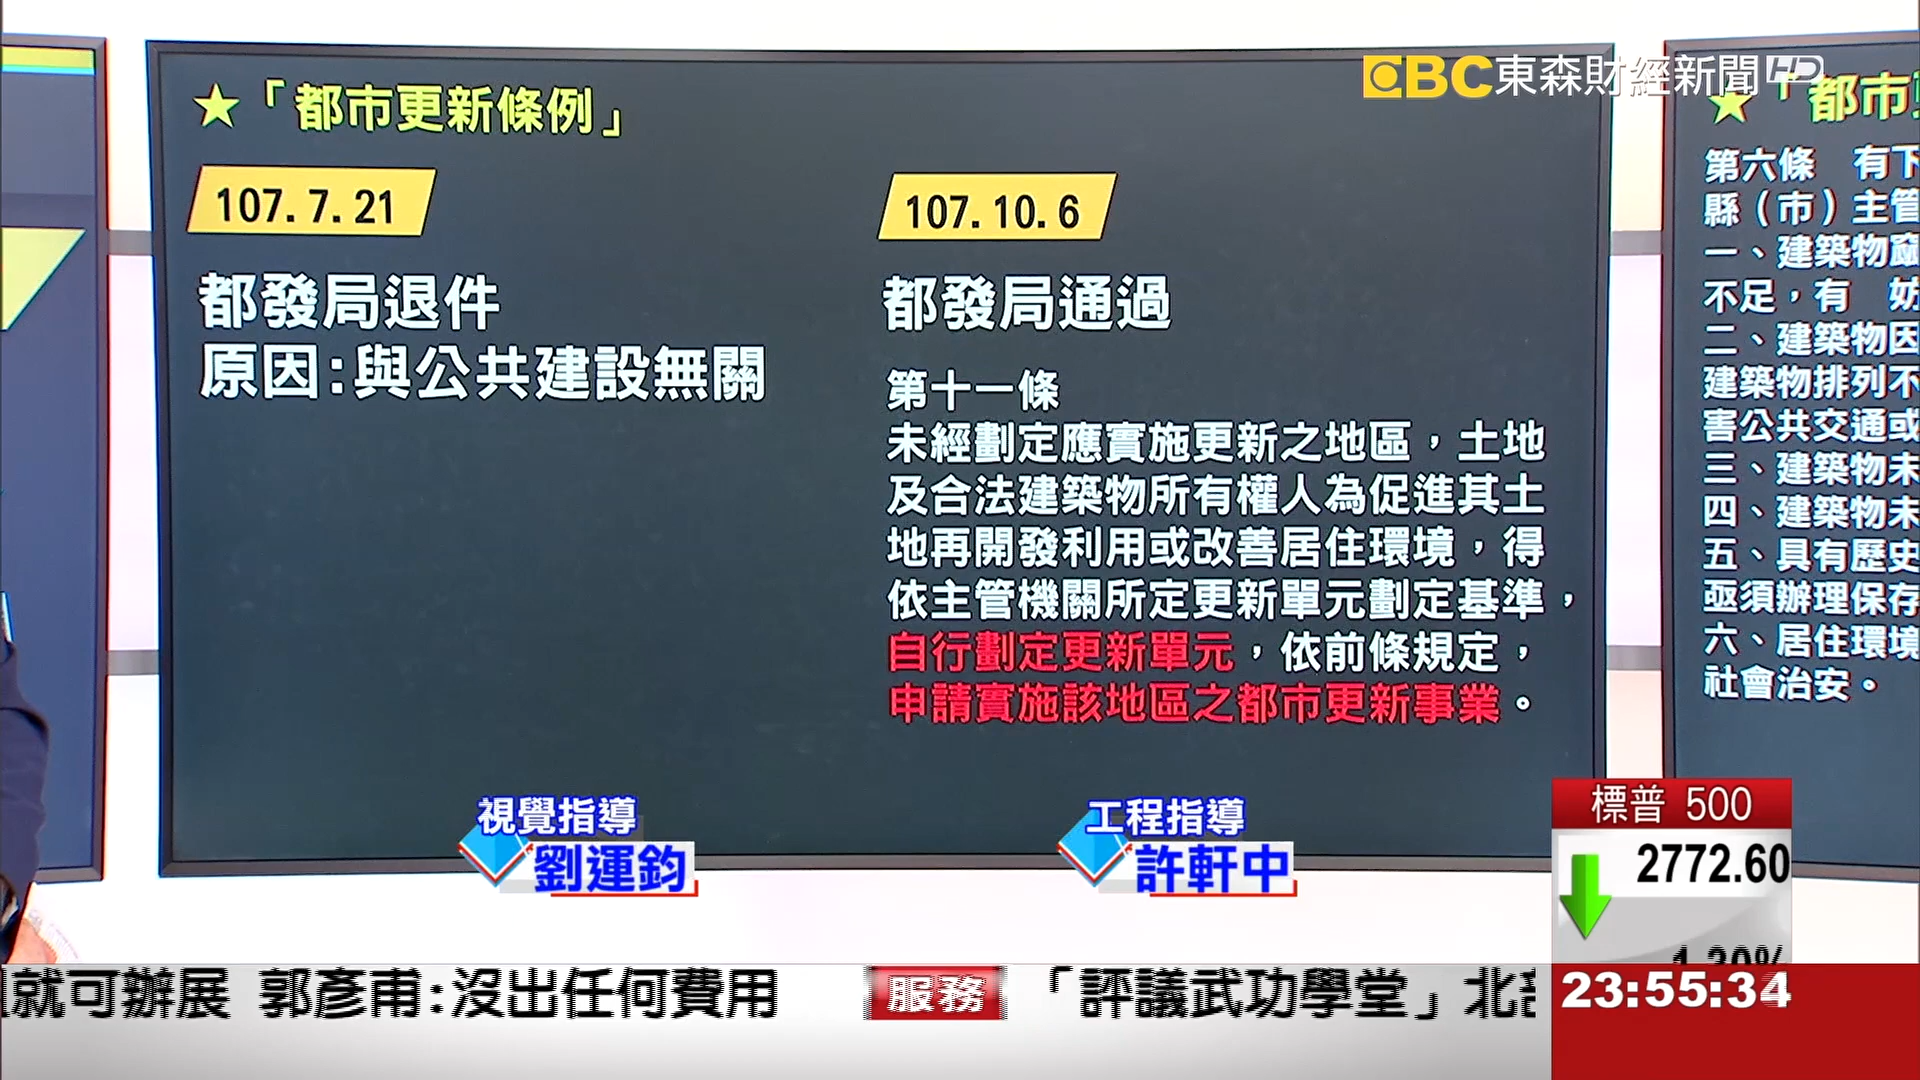 EBC東森財經新聞HD
★「都市更新條例」
107.7.21
都發局退件
原因:與公共建設無關
107.10.6
都發局通過
第十一條
未經劃定應實施更新之地區，土地
及合法建築物所有權人為促進其土
地再開發利用或改善居住環境，得
依主管機關所定更新單元劃定基準，
自行劃定更新單元，依前條規定，
申請實施該地區之都市更新事業。
★「都市
第六條 有下
縣（市）主管
一、建築物窳
不足，有 妨
二、建築物因
建築物排列不
害公共交通或
三、建築物未
四、建築物未
五、具有歷史
亟須辦理保存
六、居住環境
社會治安。
視覺指導
劉運鈞
工程指導
許軒中
標普 500
2772.60
就可辦展 郭彥甫:沒出任何費用 服務 「評議武功學堂」北
23:55:34